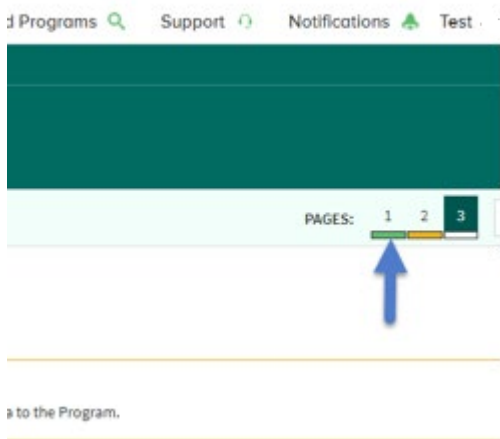 d Programs Support Notifications Test
PAGES: 1 2 3
a to the Program.